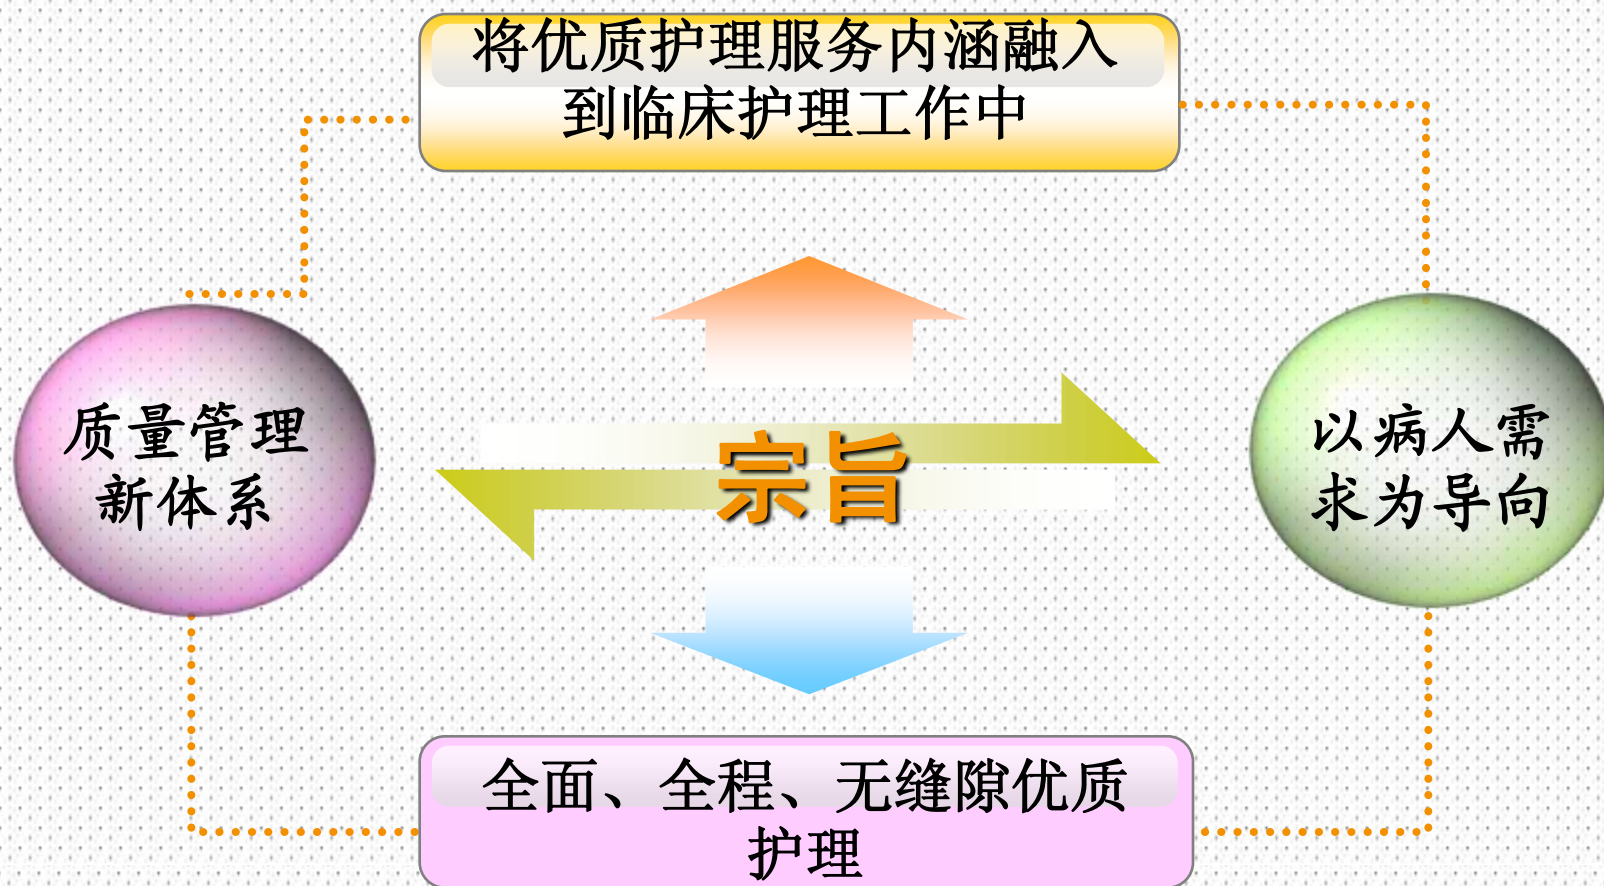 将优质护理服务内涵融入
到临床护理工作中
质量管理
新体系
宗旨
以病人需
求为导向
全面、全程、无缝隙优质
护理